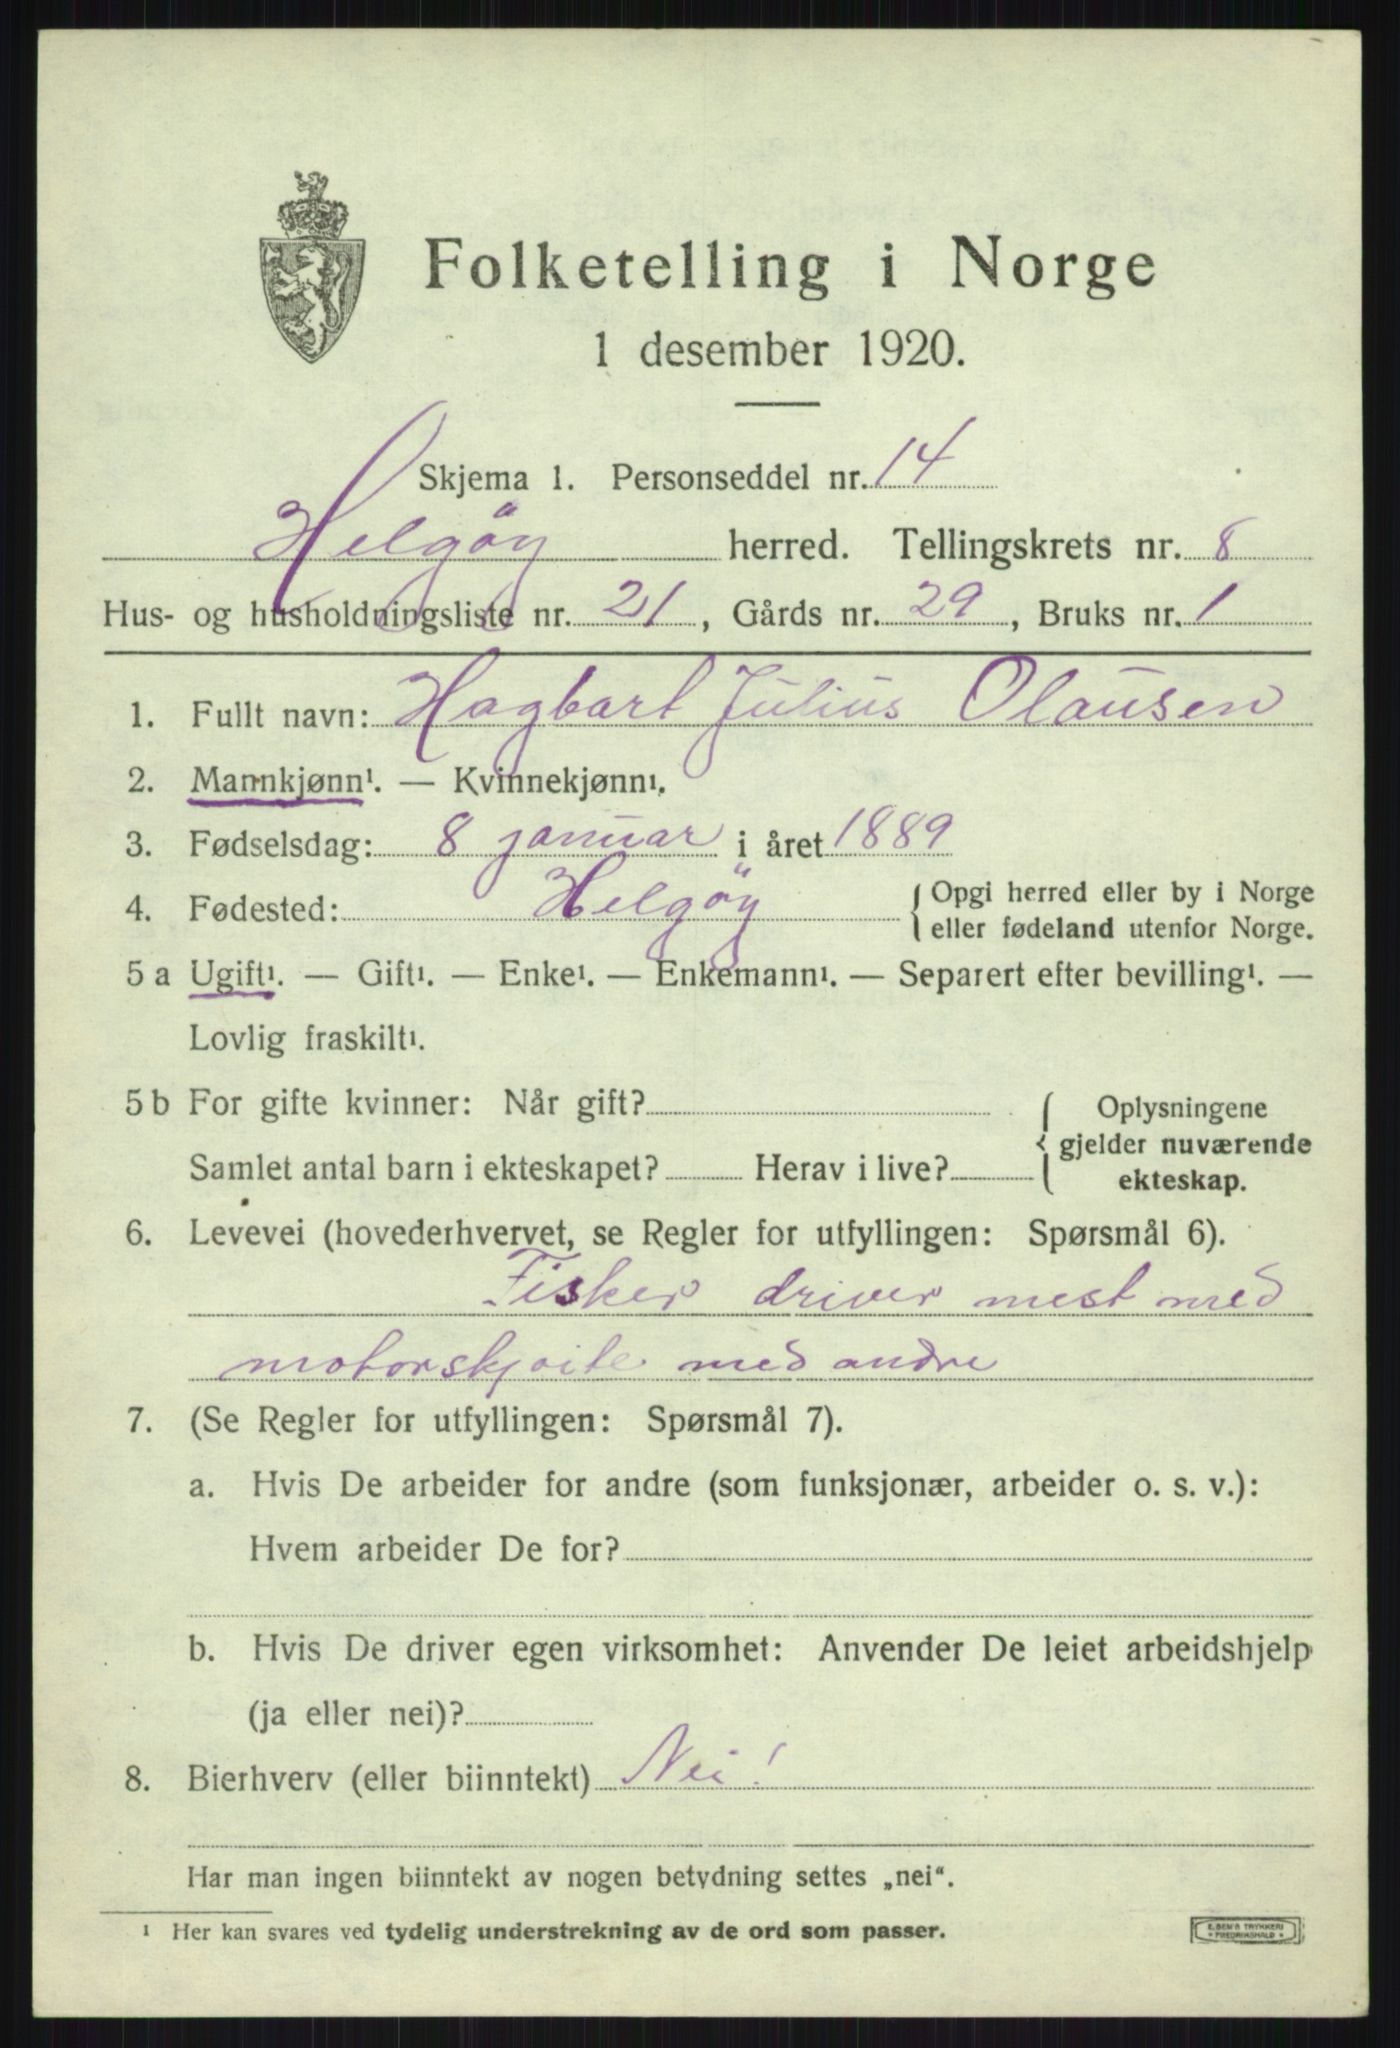 Folketelling i Norge
1 desember 1920.
Skjema 1. Personseddel nr. 14
Helgöy herred. Tellingskrets nr. 8
Hus- og husholdningsliste nr. 21, Gårds nr. 29, Bruks nr. 1
1. Fullt navn: Hagbart Julius Olausen
2. Mannkjønn¹. — Kvinnekjønn¹.
3. Fødselsdag: 8 januar i året 1889
4. Fødested: Helgöy { Opgi herred eller by i Norge
eller fødeland utenfor Norge.
5 a Ugift¹. — Gift¹. — Enke¹. — Enkemann¹. — Separert efter bevilling¹. —
Lovlig fraskilt¹.
5 b For gifte kvinner: Når gift? { Oplysningene
gjelder nuværende
Samlet antal barn i ekteskapet? Herav i live? ekteskap.
6. Levevei (hovederhvervet, se Regler for utfyllingen: Spørsmål 6).
Fisker driver mest med
motorskjoite med andre
7. (Se Regler for utfyllingen: Spørsmål 7).
a. Hvis De arbeider for andre (som funksjonær, arbeider o. s. v.):
Hvem arbeider De for?
b. Hvis De driver egen virksomhet: Anvender De leiet arbeidshjelp
(ja eller nei)?
8. Bierhverv (eller biinntekt) Nei!
Har man ingen biinntekt av nogen betydning settes „nei“.
¹ Her kan svares ved tydelig understrekning av de ord som passer.
E. SEM'S TRYKKERI
FREDRIKSHALD